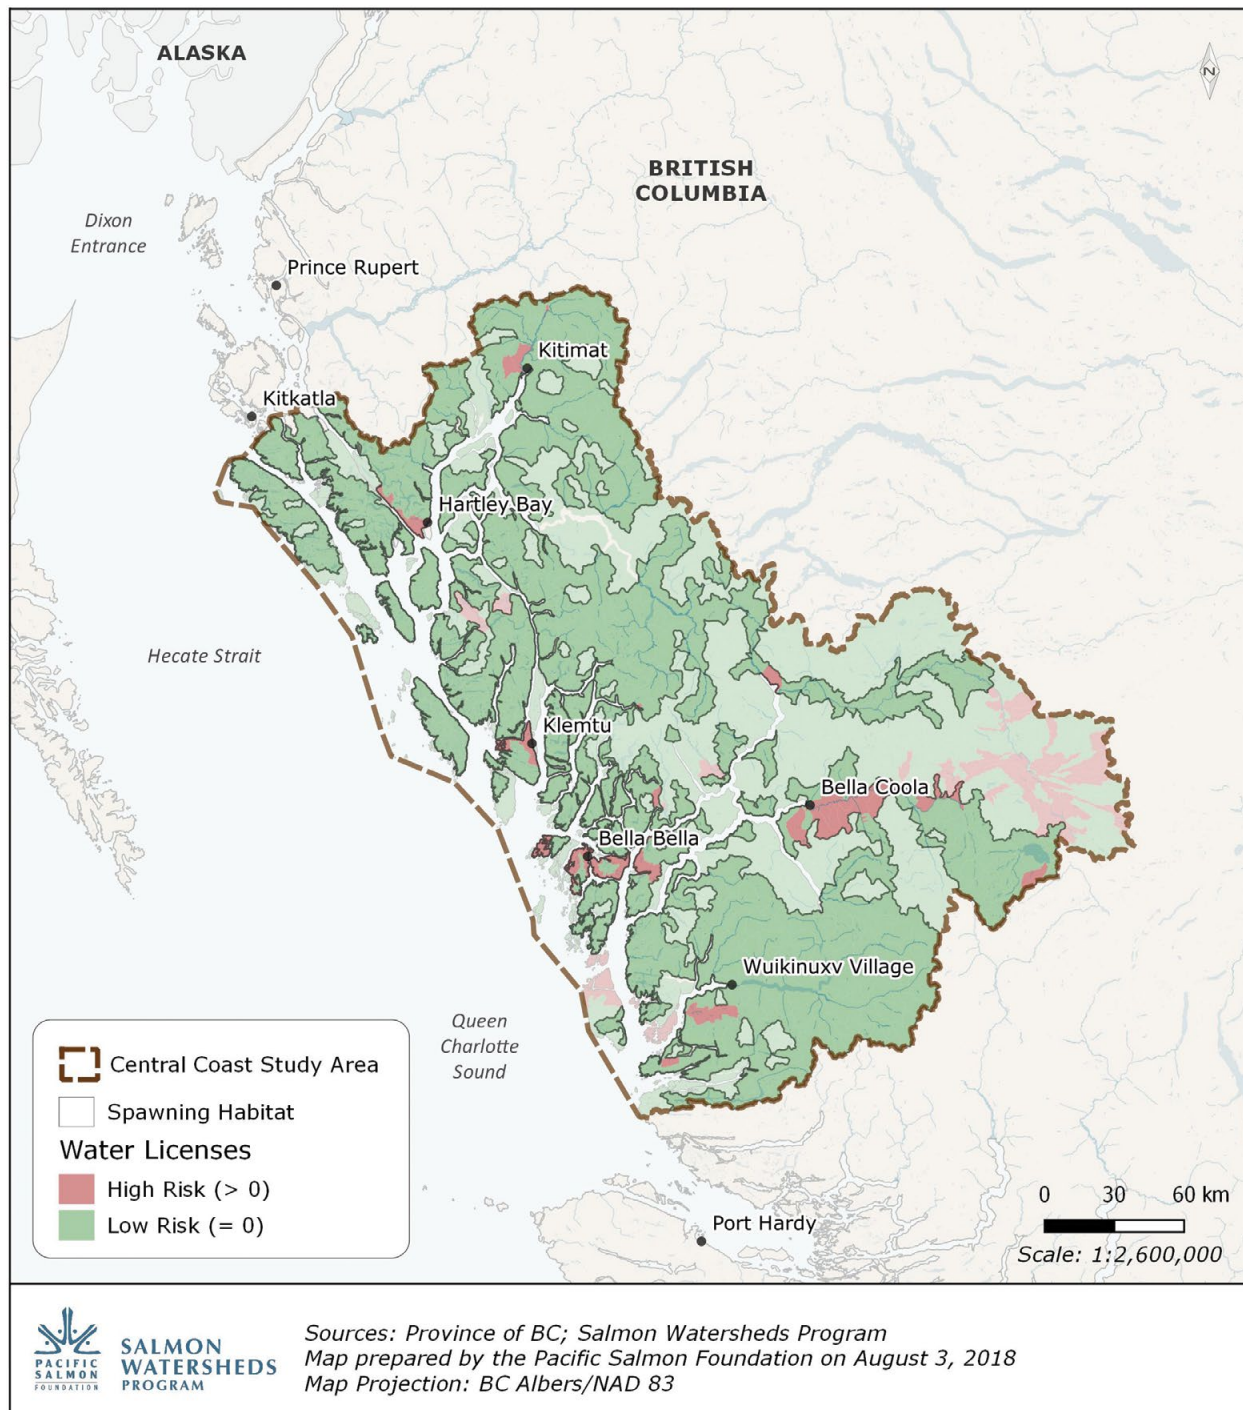 ALASKA
N
BRITISH
COLUMBIA
Dixon
Entrance
Prince Rupert
Kitimat
Kitkatla
Hartley Bay
Hecate Strait
Klemtu
Bella Coola
Bella Bella
Wuikinuxv Village
Queen
Charlotte
Sound
Port Hardy
Central Coast Study Area
Spawning Habitat
Water Licenses
High Risk (> 0)
Low Risk (= 0)
0 30 60 km
Scale: 1:2,600,000
PACIFIC
SALMON
FOUNDATION
SALMON
WATERSHEDS
PROGRAM
Sources: Province of BC; Salmon Watersheds Program
Map prepared by the Pacific Salmon Foundation on August 3, 2018
Map Projection: BC Albers/NAD 83